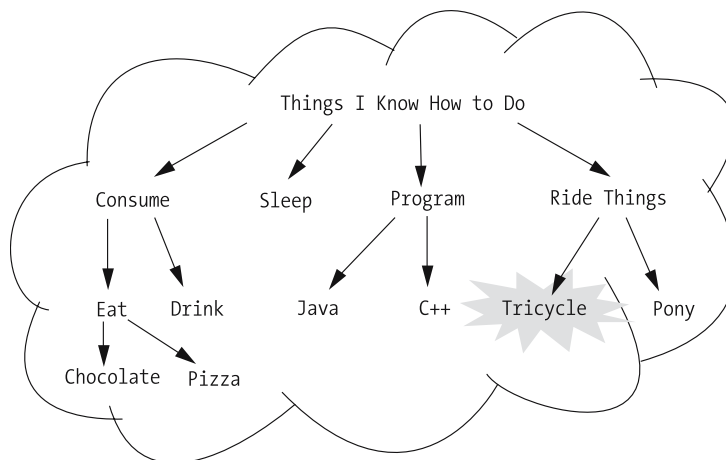 Things I Know How to Do
Consume Sleep Program Ride Things
Eat Drink Java C++ Tricycle Pony
Chocolate Pizza